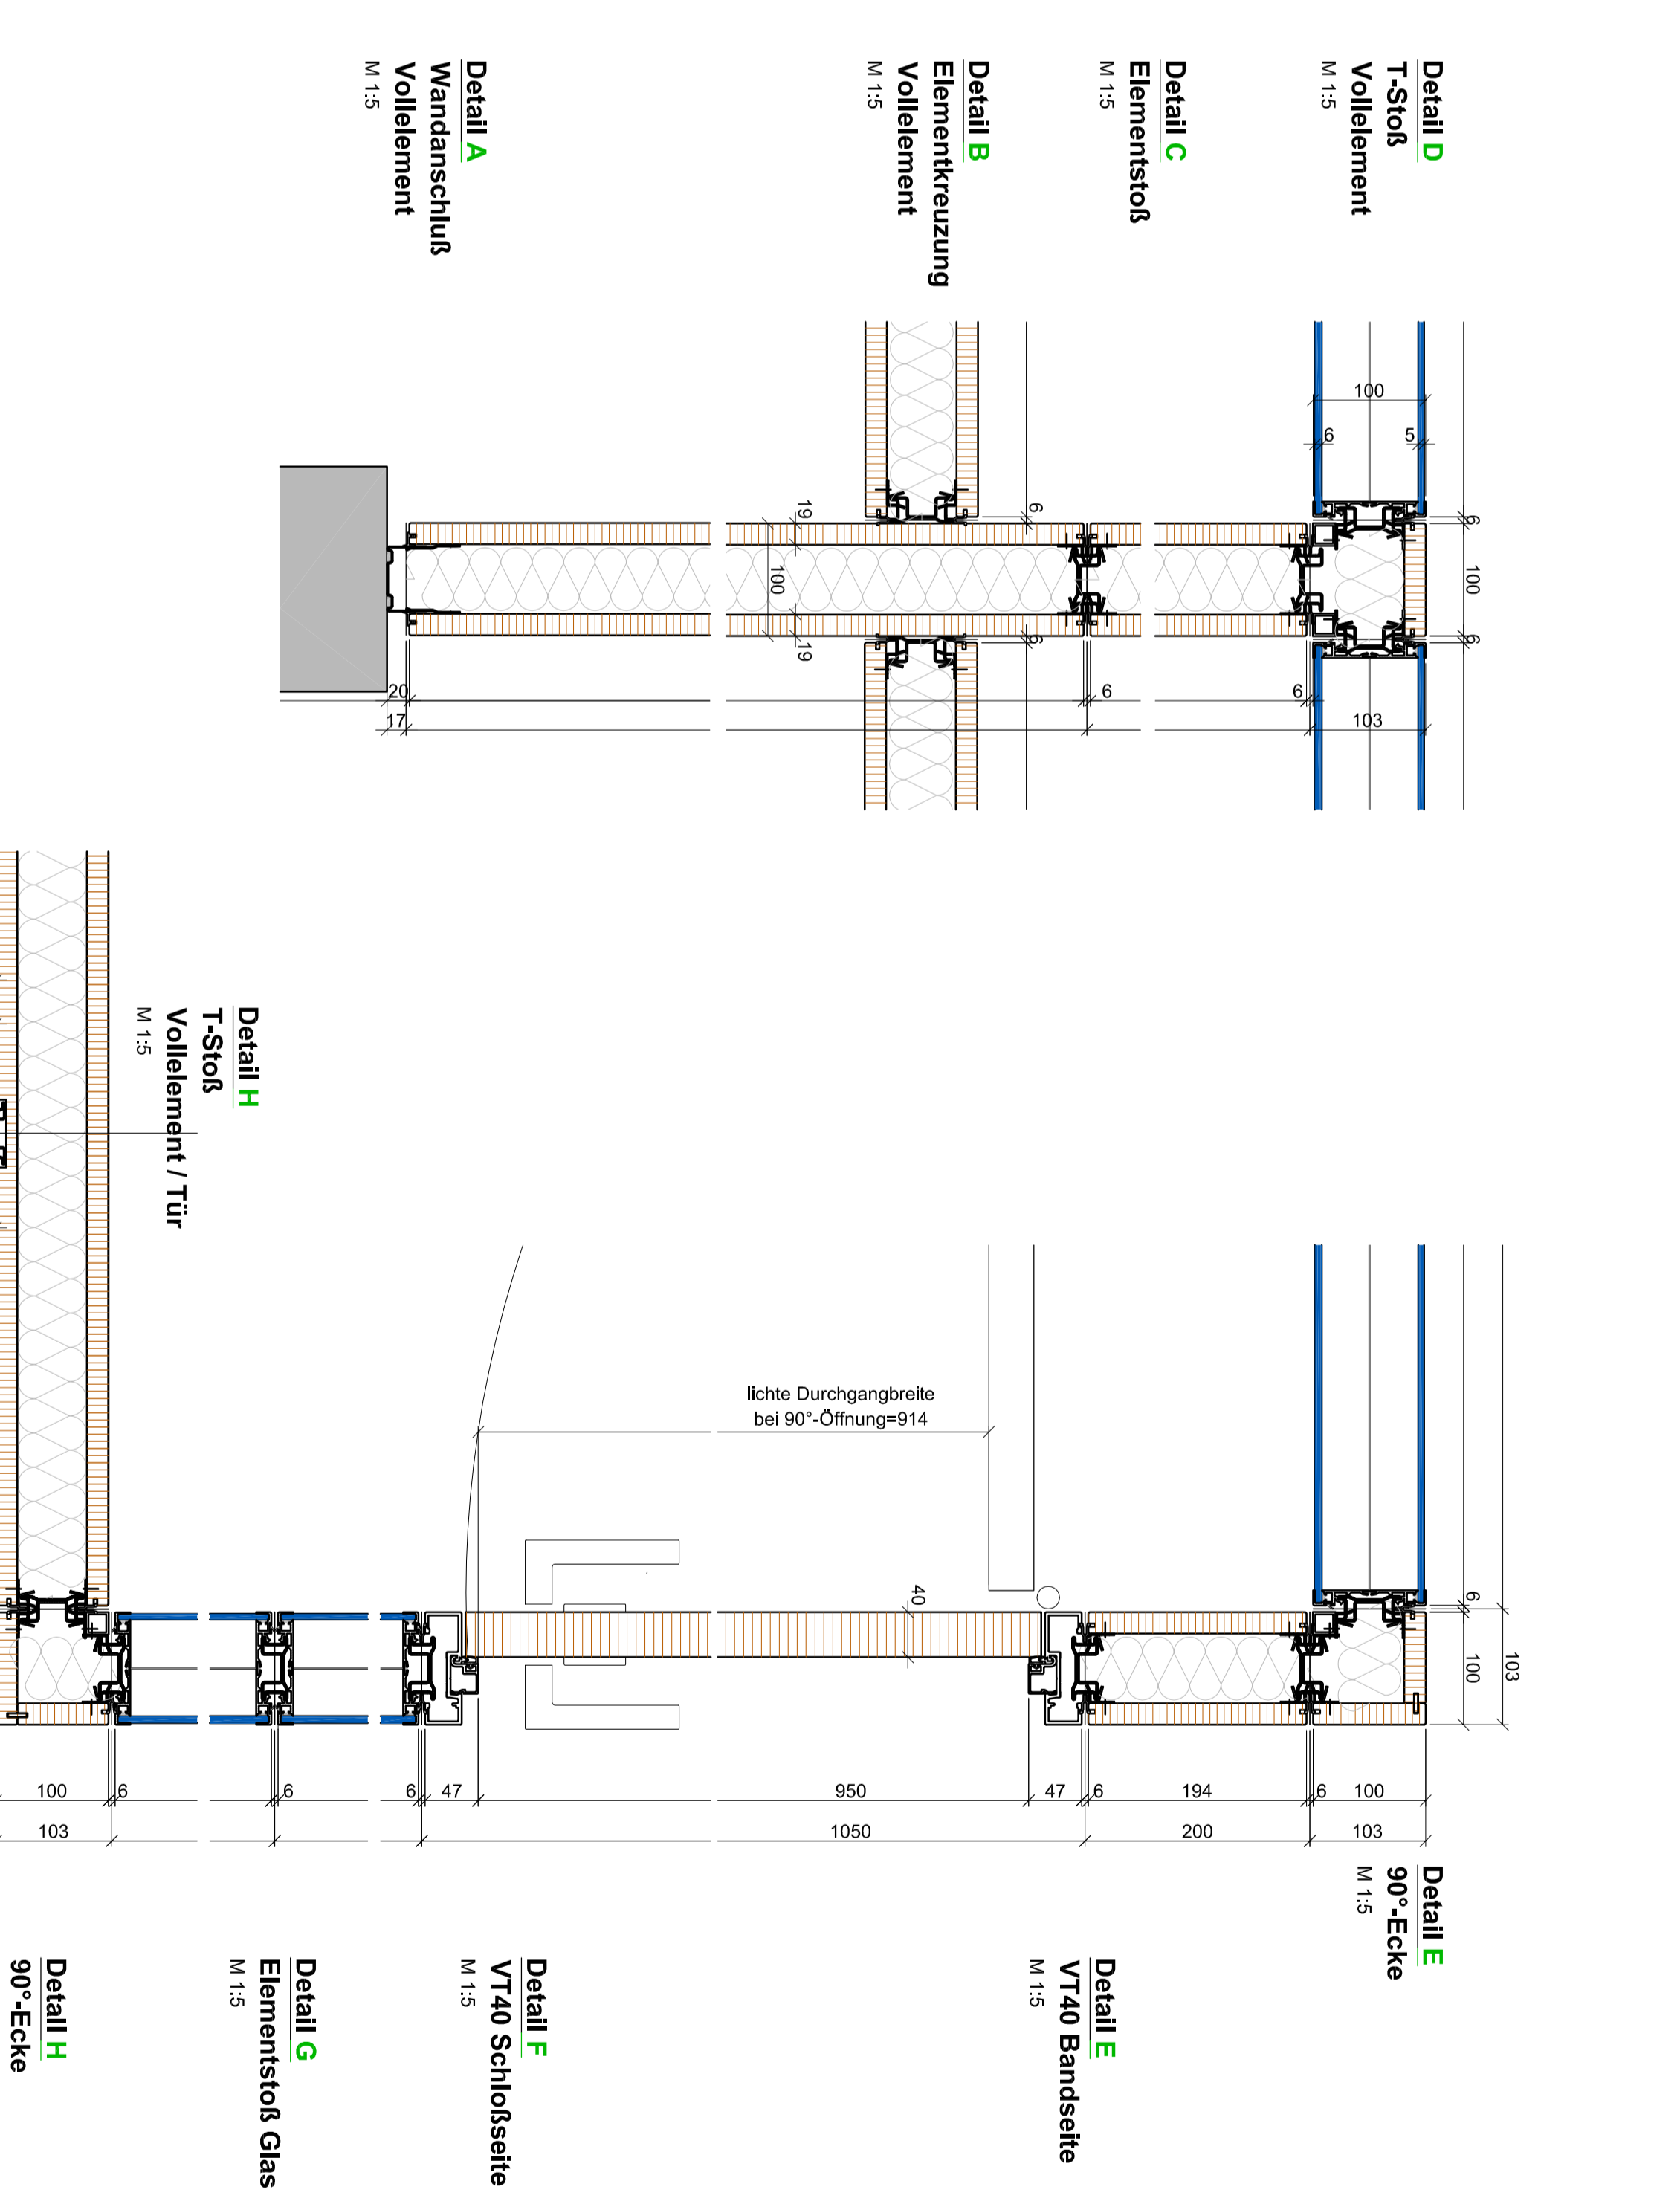 Detail A
Wandanschluß
Vollelement
M 1:5
Detail B
Elementkreuzung
Vollelement
M 1:5
Detail C
Elementstoß
M 1:5
Detail D
T-Stoß
Vollelement
M 1:5
100
6
5
6
100
6
6
19
100
19
6
20
17
6
6
103
Detail H
T-Stoß
Vollelement / Tür
M 1:5
lichte Durchgangbreite
bei 90°-Öffnung=914
40
6
100
103
100
6
6
6
47
950
47
6
194
6
100
103
1050
200
103
Detail E
90°-Ecke
M 1:5
Detail E
VT40 Bandseite
M 1:5
Detail F
VT40 Schloßseite
M 1:5
Detail G
Elementstoß Glas
M 1:5
Detail H
90°-Ecke